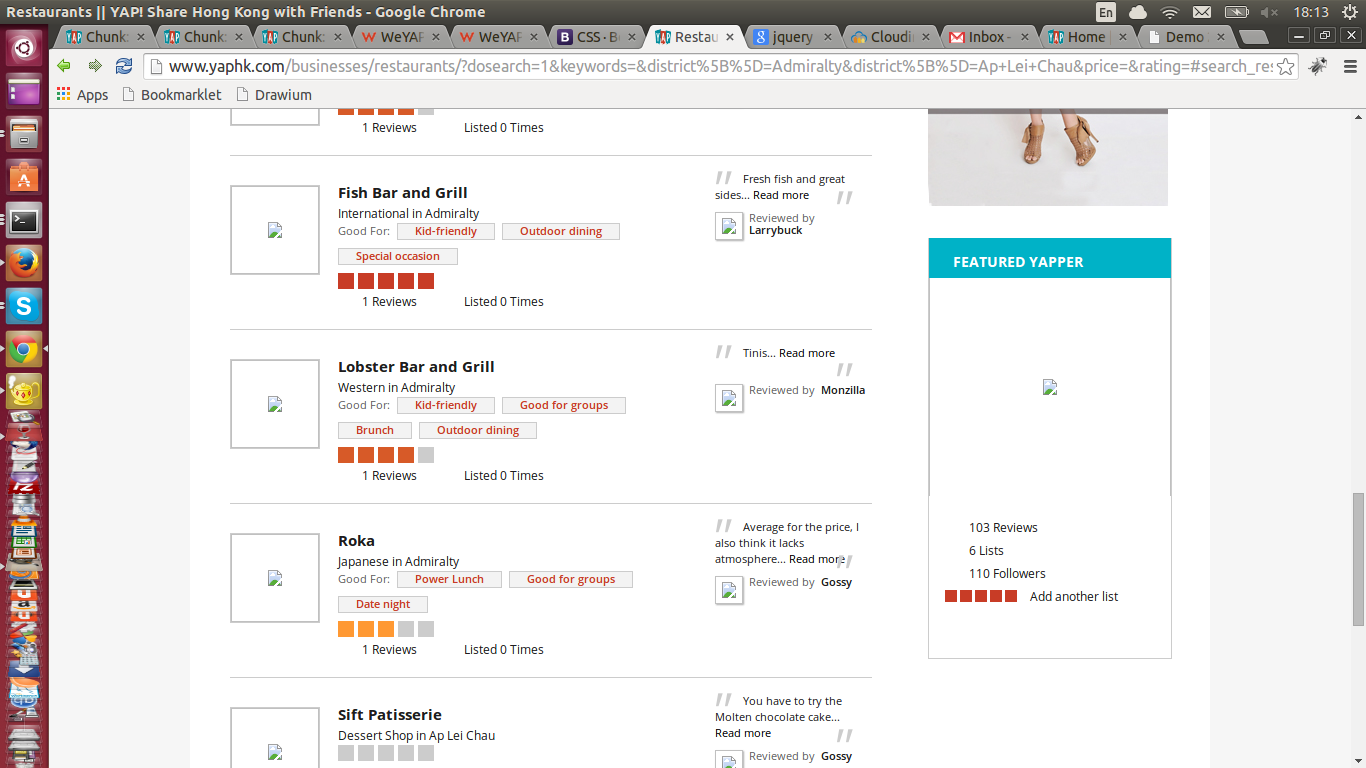 Restaurants || YAP! Share Hong Kong with Friends - Google Chrome
En
18:13
YAP Chunk:
YAP Chunk:
YAP Chunk:
WeYAP
WeYAP
B CSS · B
YAP Restau
g jquery
Cloudi
Inbox -
YAP Home
Demo
www.yaphk.com/businesses/restaurants/?dosearch=1&keywords=&district%5B%5D=Admiralty&district%5B%5D=Ap+Lei+Chau&price=&rating=#search_res
Apps
Bookmarklet
Drawium
1 Reviews
Listed 0 Times
Fish Bar and Grill
International in Admiralty
Good For: Kid-friendly Outdoor dining
Special occasion
1 Reviews
Listed 0 Times
" Fresh fish and great
sides... Read more "
Reviewed by
Larrybuck
Lobster Bar and Grill
Western in Admiralty
Good For: Kid-friendly Good for groups
Brunch Outdoor dining
1 Reviews
Listed 0 Times
" Tinis... Read more "
Reviewed by Monzilla
Roka
Japanese in Admiralty
Good For: Power Lunch Good for groups
Date night
1 Reviews
Listed 0 Times
" Average for the price, I
also think it lacks
atmosphere... Read more "
Reviewed by Gossy
Sift Patisserie
Dessert Shop in Ap Lei Chau
" You have to try the
Molten chocolate cake...
Read more "
Reviewed by Gossy
FEATURED YAPPER
103 Reviews
6 Lists
110 Followers
Add another list